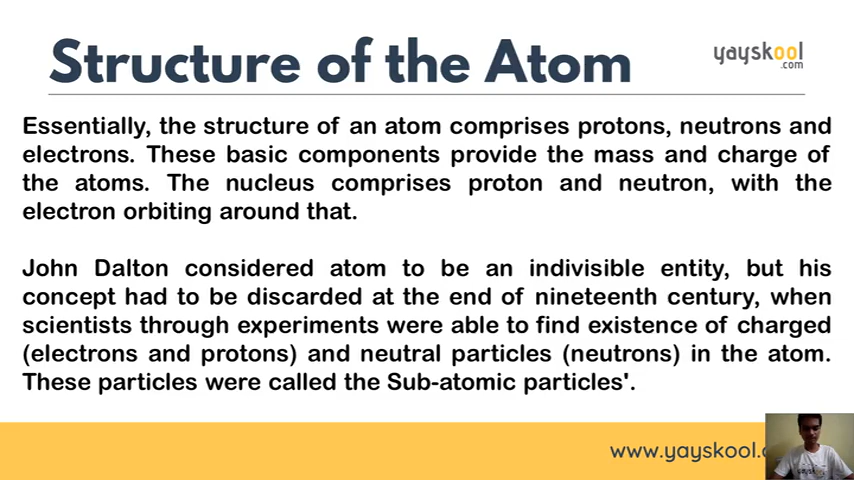 Structure of the Atom
yayskool
.com
Essentially, the structure of an atom comprises protons, neutrons and
electrons. These basic components provide the mass and charge of
the atoms. The nucleus comprises proton and neutron, with the
electron orbiting around that.
John Dalton considered atom to be an indivisible entity, but his
concept had to be discarded at the end of nineteenth century, when
scientists through experiments were able to find existence of charged
(electrons and protons) and neutral particles (neutrons) in the atom.
These particles were called the Sub-atomic particles'.
www.yayskool.